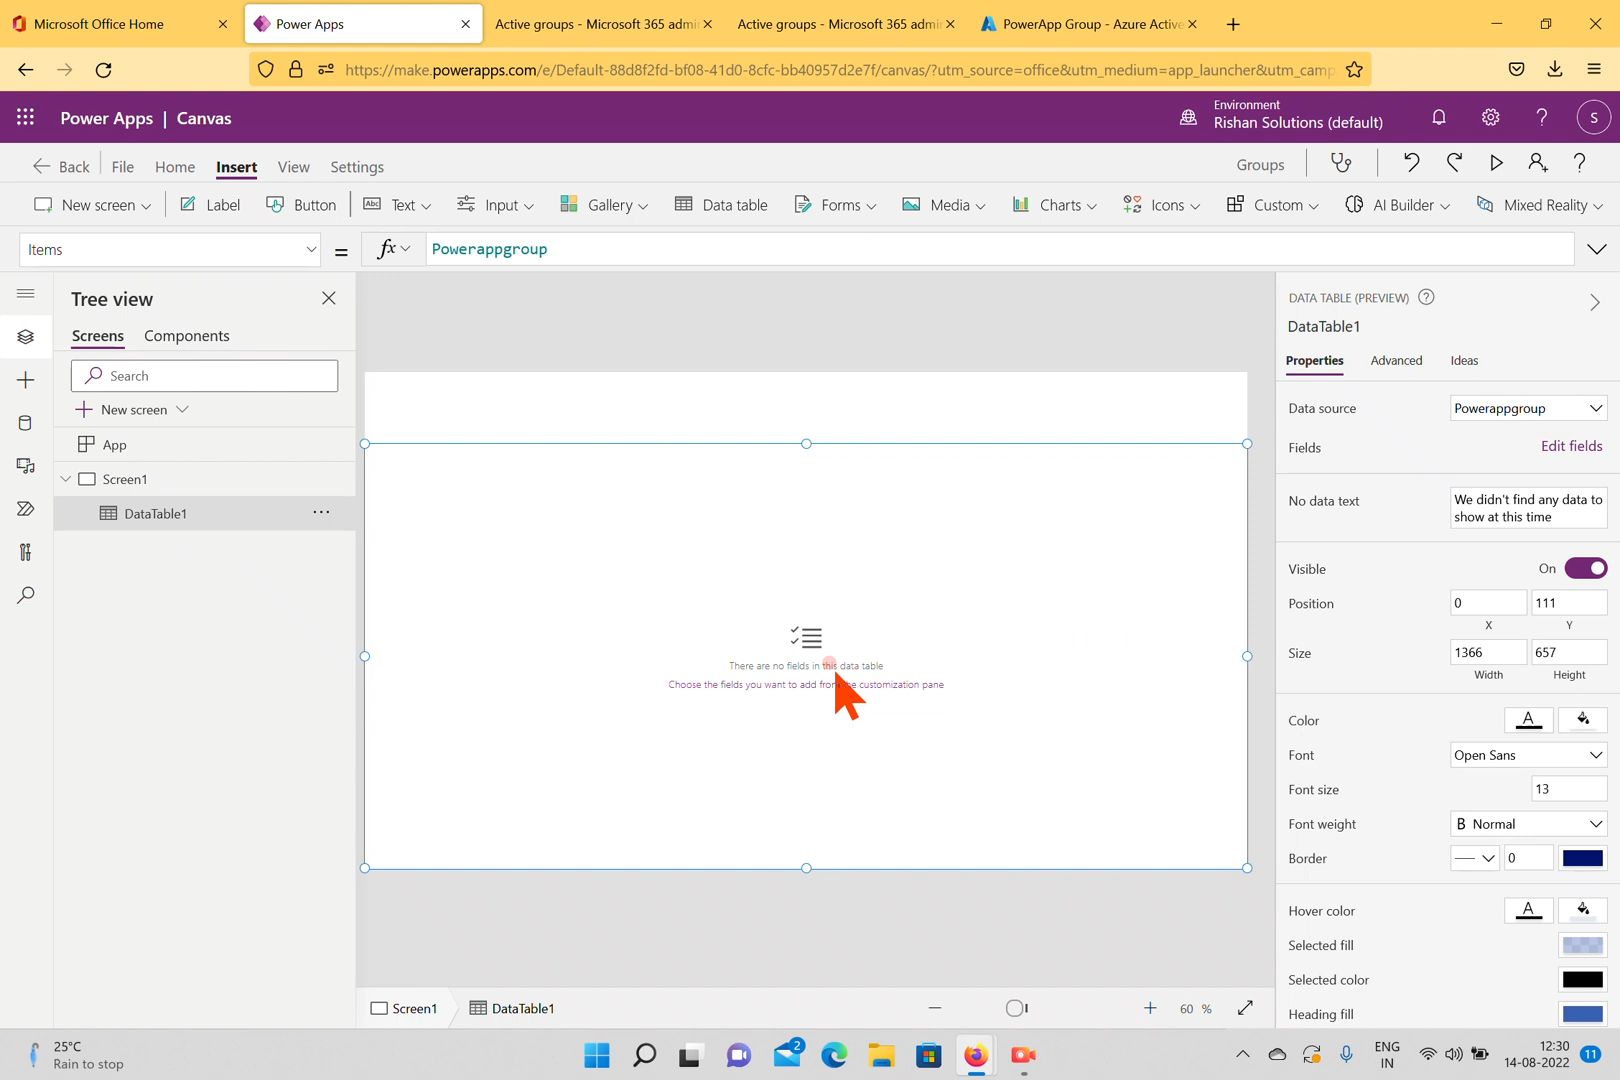 Microsoft Office Home
Power Apps
Active groups - Microsoft 365 admi
Active groups - Microsoft 365 admi
PowerApp Group - Azure Active
https://make.powerapps.com/e/Default-88d8f2fd-bf08-41d0-8cfc-bb40957d2e7f/canvas/?utm_source=office&utm_medium=app_launcher&utm_camp
Power Apps | Canvas
Environment
Rishan Solutions (default)
S
Back File Home Insert View Settings
Groups
New screen Label Button Text Input Gallery Data table Forms Media Charts Icons Custom AI Builder Mixed Reality
Items = fx Powerappgroup
Tree view
Screens Components
Search
New screen
App
Screen1
DataTable1
There are no fields in this data table
Choose the fields you want to add from the customization pane
DATA TABLE (PREVIEW)
DataTable1
Properties Advanced Ideas
Data source Powerappgroup
Fields Edit fields
No data text We didn't find any data to
show at this time
Visible On
Position 0 111
X Y
Size 1366 657
Width Height
Color
Font Open Sans
Font size 13
Font weight B Normal
Border 0
Hover color
Selected fill
Selected color
Heading fill
Screen1 DataTable1
60 %
25°C
Rain to stop
2
ENG
IN
12:30
14-08-2022
11